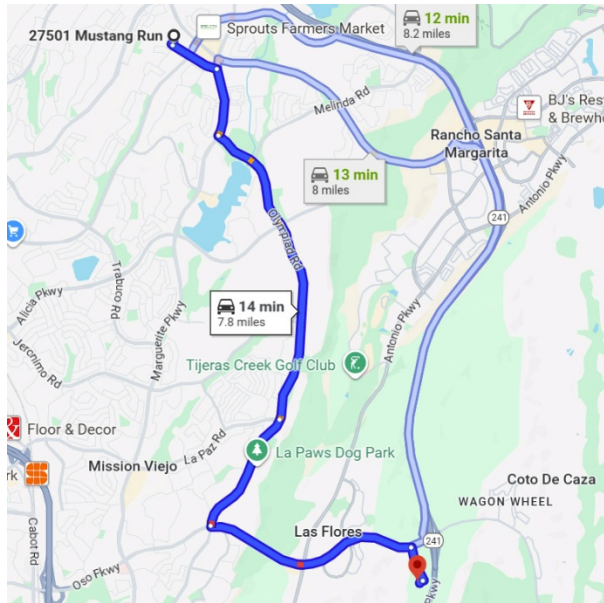 12 min
8.2 miles
Sprouts Farmers Market
27501 Mustang Run
Melinda Rd
BJ's Rest
& Brewho
Rancho Santa
Margarita
13 min
8 miles
Antonio Pkwy
241
Olympiad Rd
Trabuco Rd
Alicia Pkwy
Marguerite Pkwy
14 min
7.8 miles
Antonio Pkwy
Jeronimo Rd
Tijeras Creek Golf Club
Floor & Decor
La Paz Rd
La Paws Dog Park
Mission Viejo
Coto De Caza
WAGON WHEEL
Cabot Rd
Las Flores
241
Oso Pkwy
Pkwy